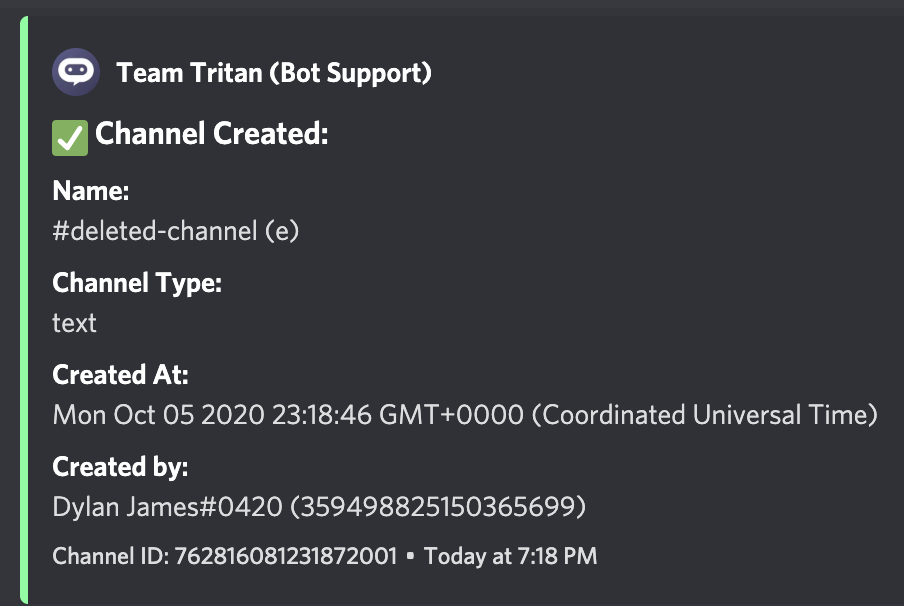 Team Tritan (Bot Support)
Channel Created:
Name:
#deleted-channel (e)
Channel Type:
text
Created At:
Mon Oct 05 2020 23:18:46 GMT+0000 (Coordinated Universal Time)
Created by:
Dylan James#0420 (359498825150365699)
Channel ID: 762816081231872001 • Today at 7:18 PM